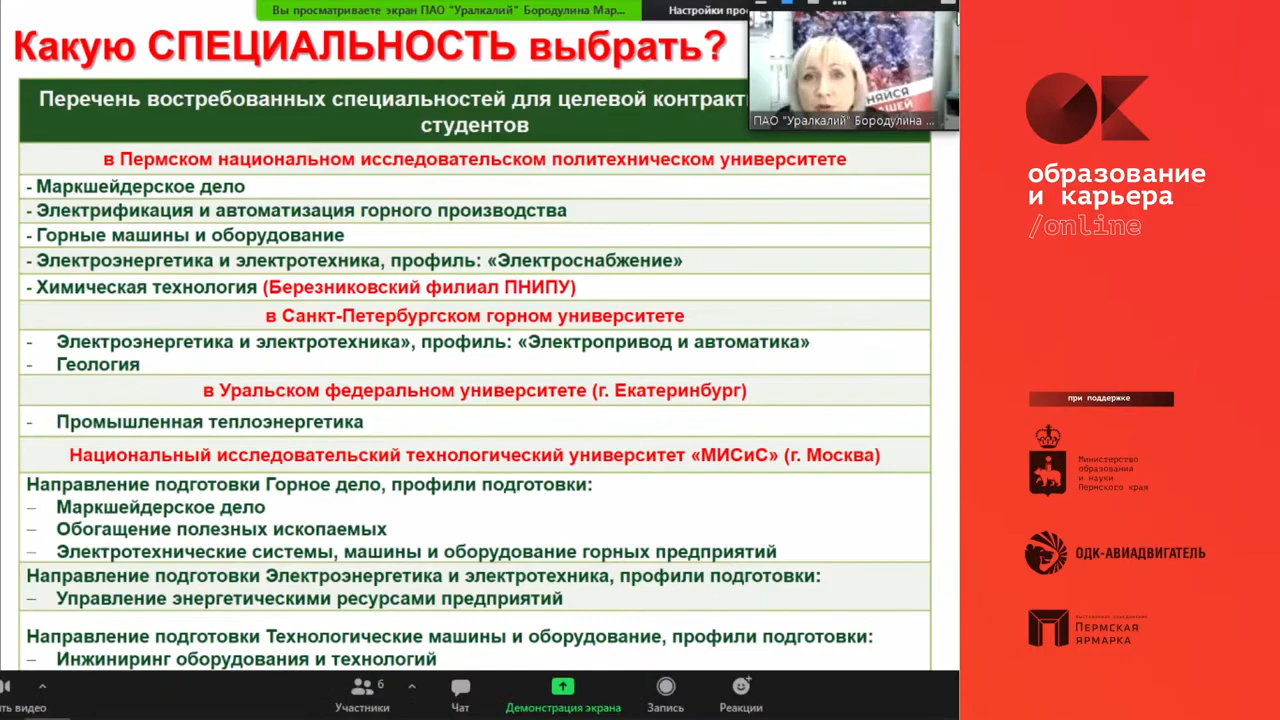 Вы просматриваете экран ПАО "Уралкалий" Бородулина Мар...
Настройки прос
Какую СПЕЦИАЛЬНОСТЬ выбрать?
Перечень востребованных специальностей для целевой контракт
студентов
ПАО "Уралкалий" Бородулина ...
в Пермском национальном исследовательском политехническом университете
- Маркшейдерское дело
- Электрификация и автоматизация горного производства
- Горные машины и оборудование
- Электроэнергетика и электротехника, профиль: «Электроснабжение»
- Химическая технология (Березниковский филиал ПНИПУ)
в Санкт-Петербургском горном университете
- Электроэнергетика и электротехника», профиль: «Электропривод и автоматика»
- Геология
в Уральском федеральном университете (г. Екатеринбург)
- Промышленная теплоэнергетика
Национальный исследовательский технологический университет «МИСиС» (г. Москва)
Направление подготовки Горное дело, профили подготовки:
– Маркшейдерское дело
– Обогащение полезных ископаемых
– Электротехнические системы, машины и оборудование горных предприятий
Направление подготовки Электроэнергетика и электротехника, профили подготовки:
– Управление энергетическими ресурсами предприятий
Направление подготовки Технологические машины и оборудование, профили подготовки:
– Инжиниринг оборудования и технологий
ть видео
6
Участники
Чат
Демонстрация экрана
Запись
Реакции
образование
и карьера
/online
при поддержке
Министерство
образования
и науки
Пермского края
ОДК-АВИАДВИГАТЕЛЬ
ПЕРМСКАЯ
ЯРМАРКА